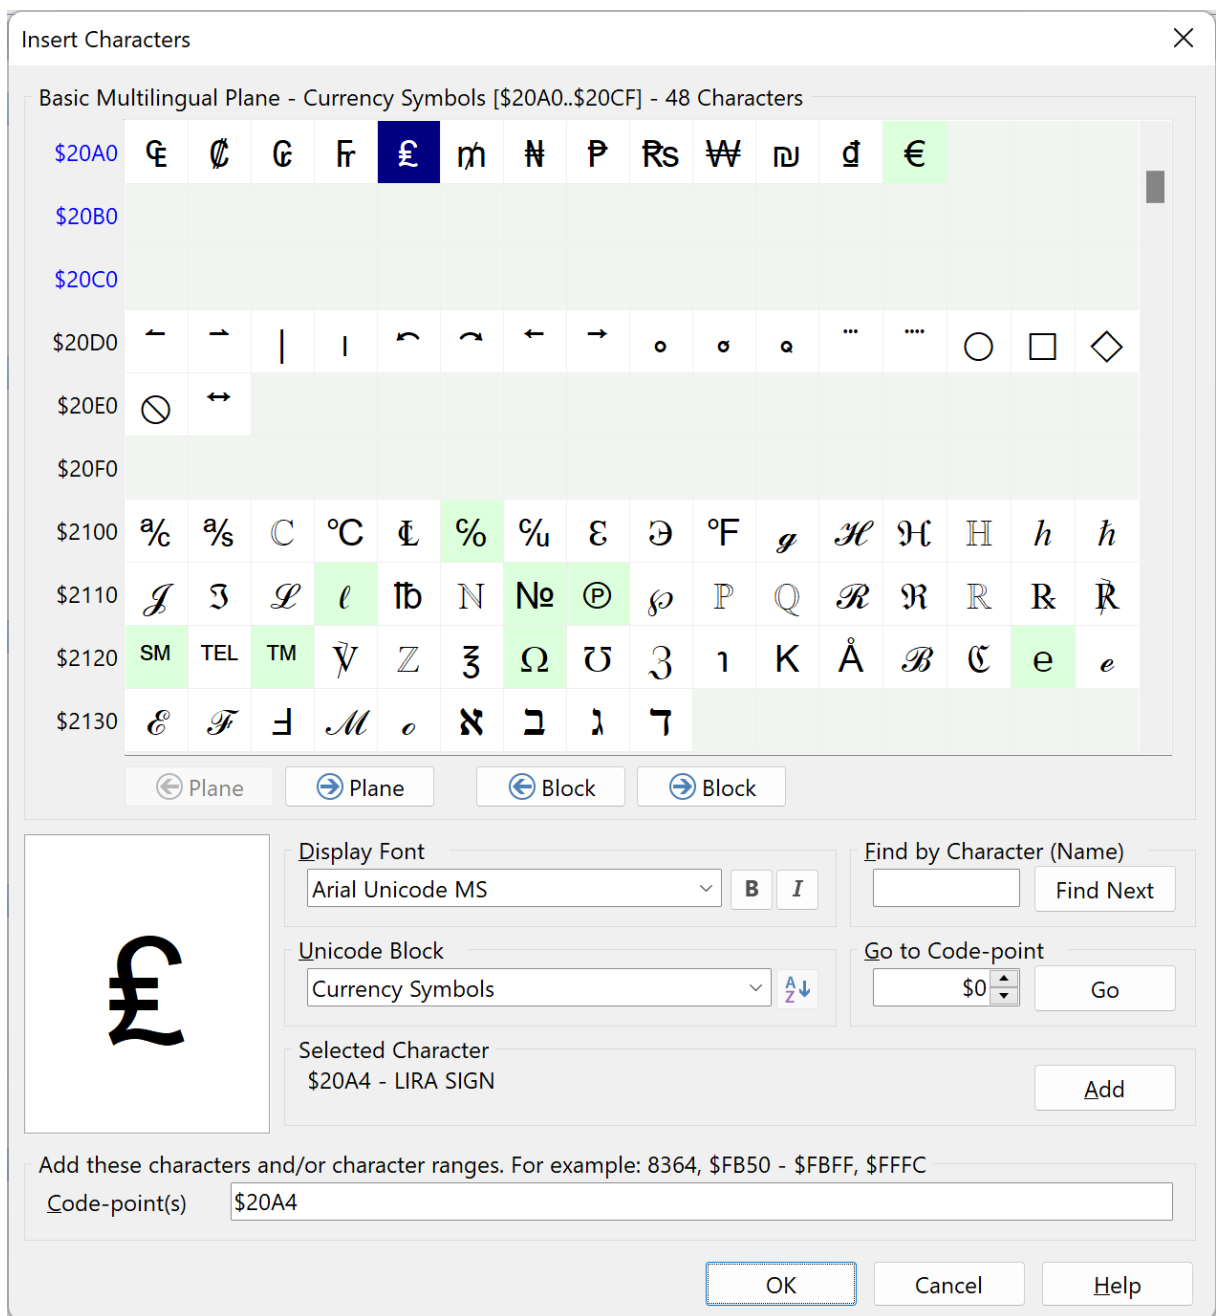 Insert Characters
Basic Multilingual Plane - Currency Symbols [$20A0..$20CF] - 48 Characters
$20A0 ₠ ₡ ₢ ₣ ₤ ₥ ₦ ₧ ₨ ₩ ₪ ₫ €
$20B0
$20C0
$20D0 ⃐ ⃑ ⃒ ⃓ ⃔ ⃕ ⃖ ⃗ ⃘ ⃙ ⃚ ⃛ ⃜ ⃝ ⃞ ⃟
$20E0 ⃠ ⃡
$20F0
$2100 ℀ ℁ ℂ ℃ ℄ ℅ ℆ ℇ ℈ ℉ ℊ ℋ ℌ ℍ ℎ ℏ
$2110 ℐ ℑ ℒ ℓ ℔ ℕ № ℗ ℘ ℙ ℚ ℛ ℜ ℝ ℞ ℟
$2120 ℠ ℡ ™ ℣ ℤ ℥ Ω ℧ ℨ ℩ K Å ℬ ℭ ℮ ℯ
$2130 ℰ ℱ Ⅎ ℳ ℴ ℵ ℶ ℷ ℸ
Plane Plane Block Block
Display Font
Arial Unicode MS B I
Find by Character (Name)
Find Next
₤
Unicode Block
Currency Symbols AZ
Go to Code-point
$0 Go
Selected Character
$20A4 - LIRA SIGN
Add
Add these characters and/or character ranges. For example: 8364, $FB50 - $FBFF, $FFFC
Code-point(s) $20A4
OK Cancel Help